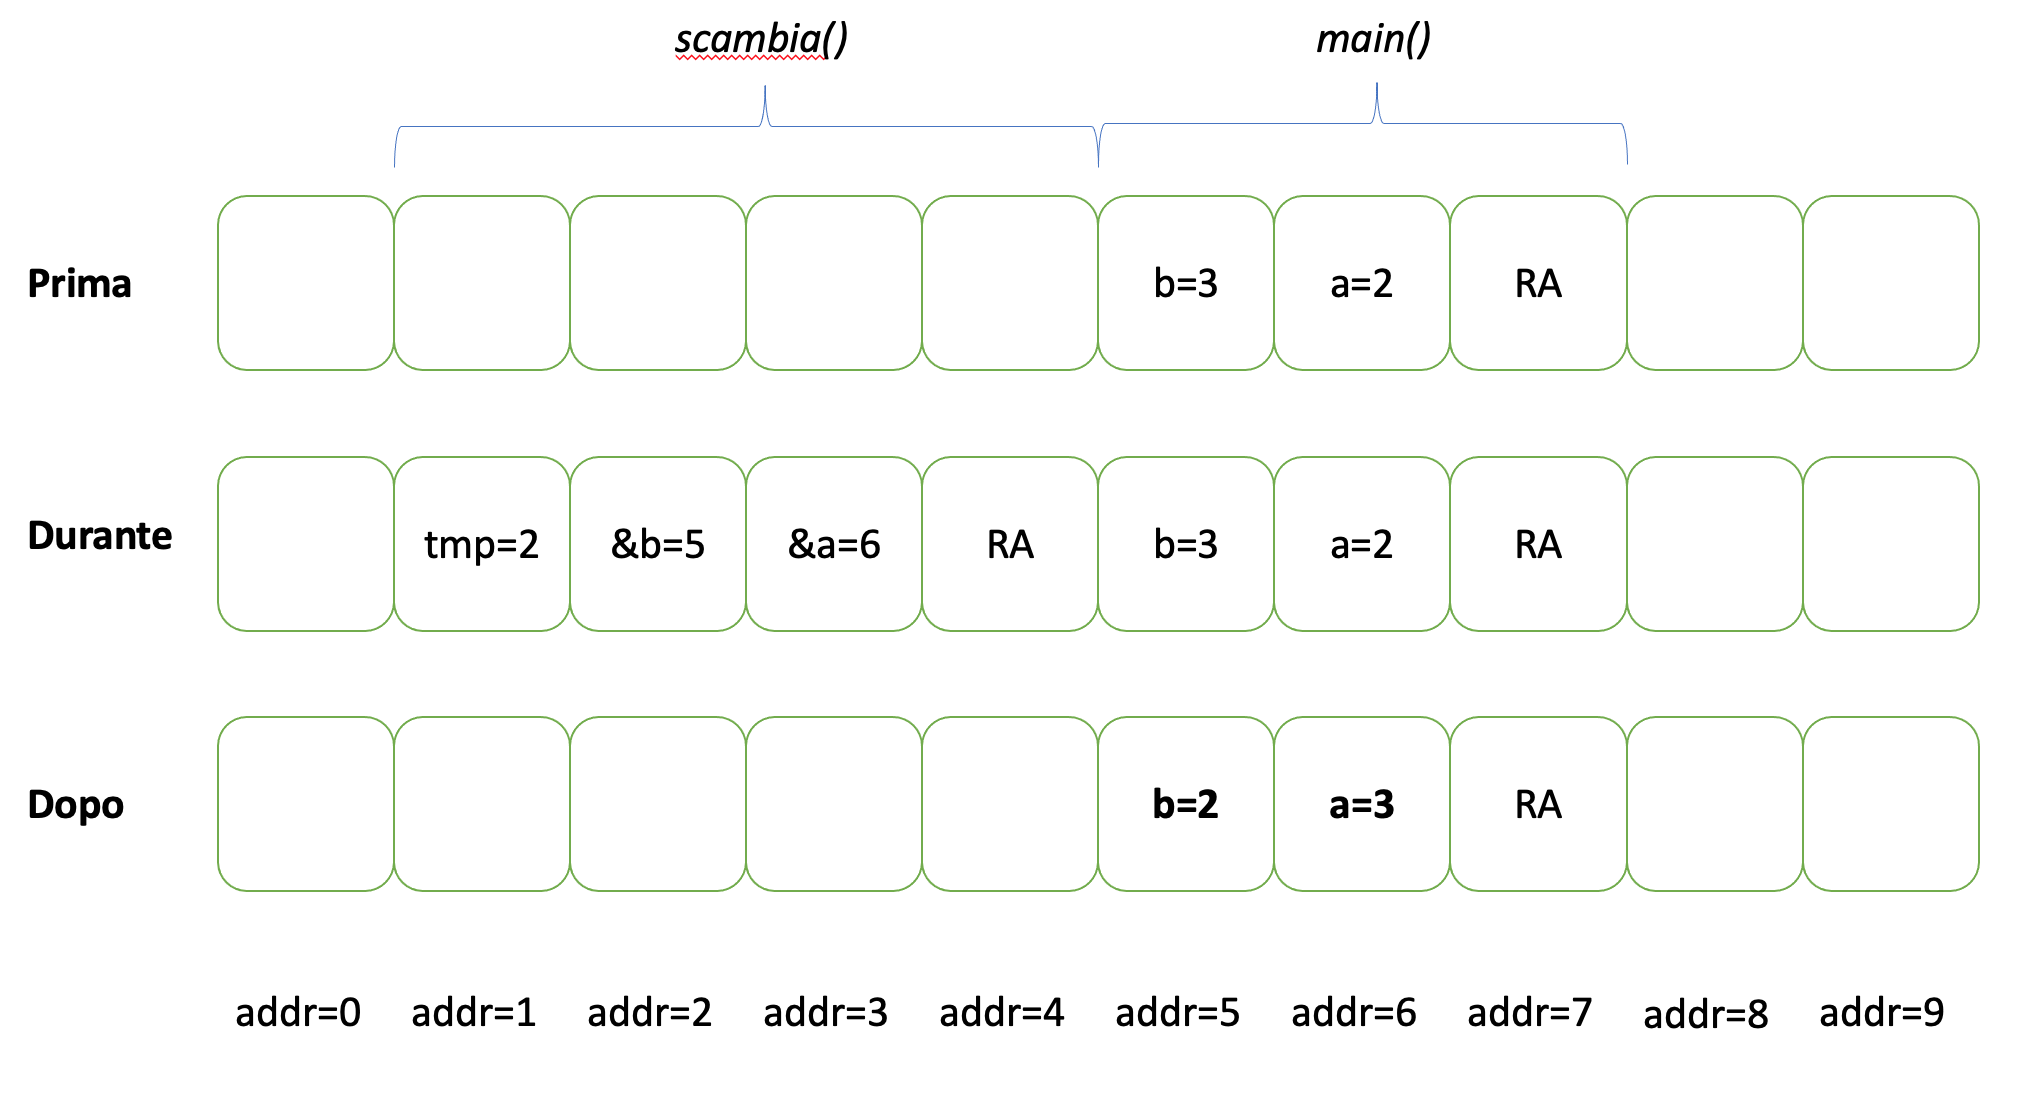 scambia() main()
Prima b=3 a=2 RA
Durante tmp=2 &b=5 &a=6 RA b=3 a=2 RA
Dopo b=2 a=3 RA
addr=0 addr=1 addr=2 addr=3 addr=4 addr=5 addr=6 addr=7 addr=8 addr=9